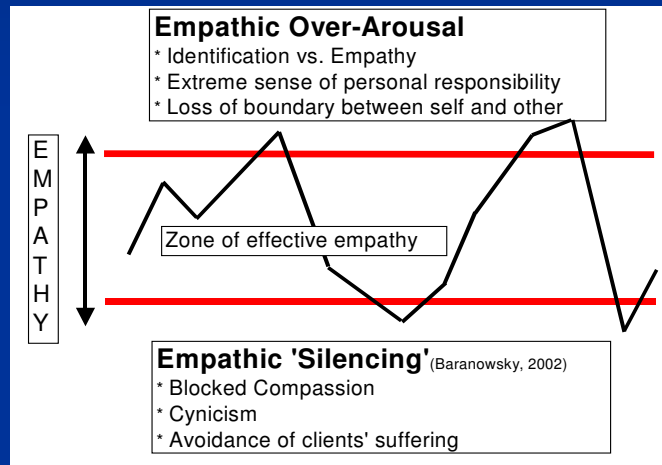 Empathic Over-Arousal
* Identification vs. Empathy
* Extreme sense of personal responsibility
* Loss of boundary between self and other
EMPATHY
Zone of effective empathy
Empathic 'Silencing'(Baranowsky, 2002)
* Blocked Compassion
* Cynicism
* Avoidance of clients' suffering